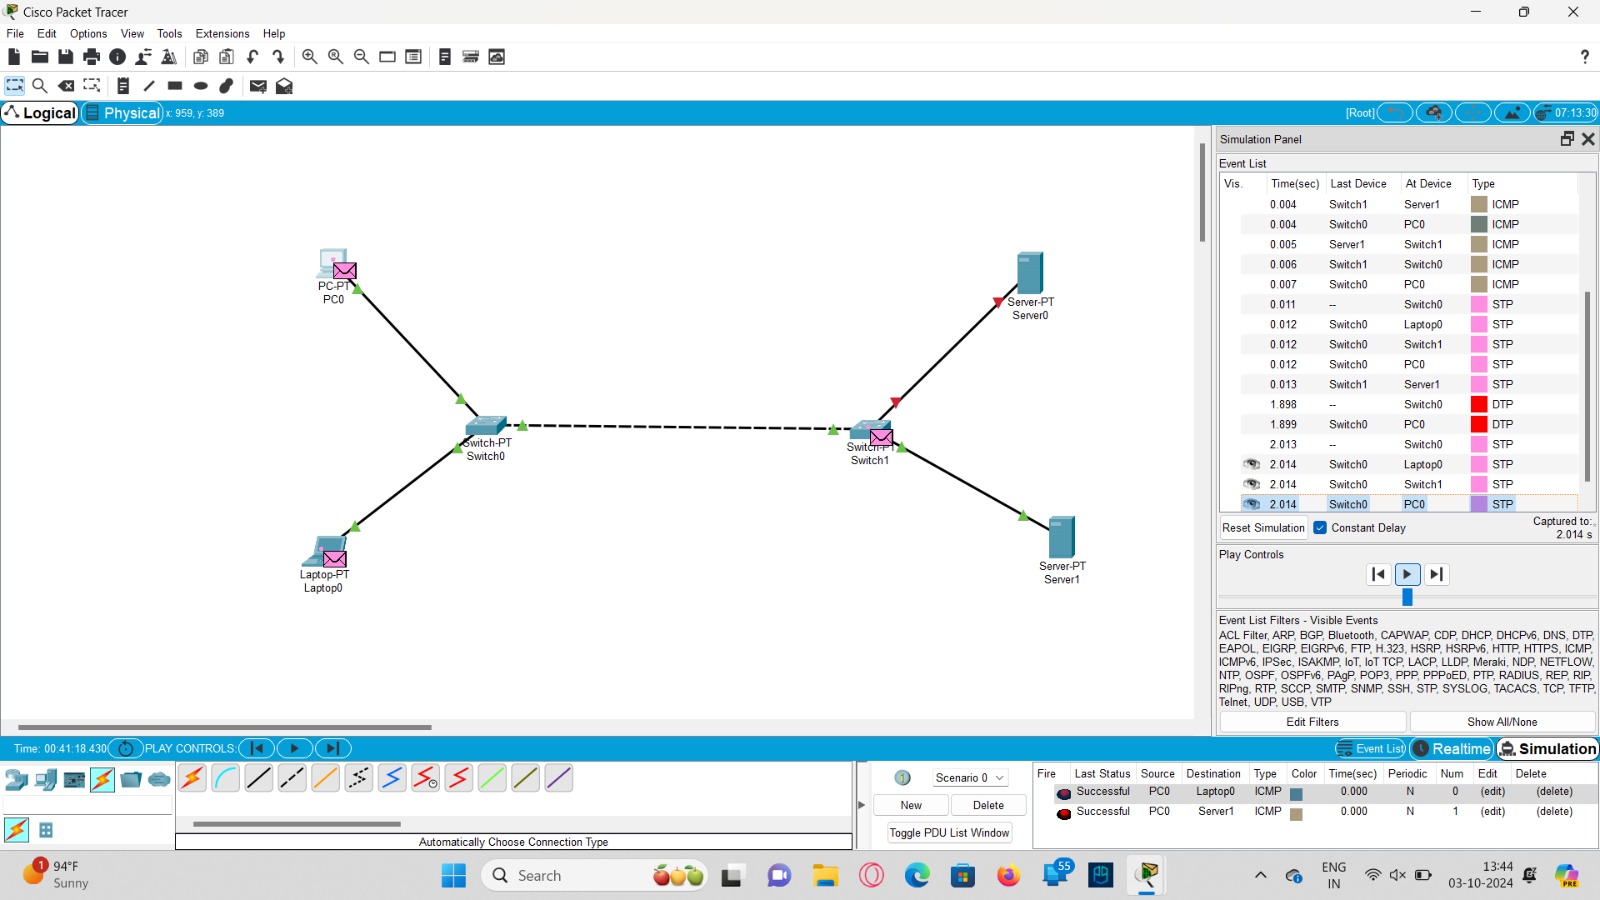 Cisco Packet Tracer
File Edit Options View Tools Extensions Help
?
Logical Physical x: 959, y: 389 [Root] 07:13:30
Simulation Panel
Event List
Vis. Time(sec) Last Device At Device Type
0.004 Switch1 Server1 ICMP
0.004 Switch0 PC0 ICMP
0.005 Server1 Switch1 ICMP
0.006 Switch1 Switch0 ICMP
0.007 Switch0 PC0 ICMP
0.011 -- Switch0 STP
0.012 Switch0 Laptop0 STP
0.012 Switch0 Switch1 STP
0.012 Switch0 PC0 STP
0.013 Switch1 Server1 STP
1.898 -- Switch0 DTP
1.899 Switch0 PC0 DTP
2.013 -- Switch0 STP
2.014 Switch0 Laptop0 STP
2.014 Switch0 Switch1 STP
2.014 Switch0 PC0 STP
Reset Simulation Constant Delay Captured to:
2.014 s
Play Controls
Event List Filters - Visible Events
ACL Filter, ARP, BGP, Bluetooth, CAPWAP, CDP, DHCP, DHCPv6, DNS, DTP,
EAPOL, EIGRP, EIGRPv6, FTP, H.323, HSRP, HSRPv6, HTTP, HTTPS, ICMP,
ICMPv6, IPSec, ISAKMP, IoT, IoT TCP, LACP, LLDP, Meraki, NDP, NETFLOW,
NTP, OSPF, OSPFv6, PAgP, POP3, PPP, PPPoED, PTP, RADIUS, REP, RIP,
RIPng, RTP, SCCP, SMTP, SNMP, SSH, STP, SYSLOG, TACACS, TCP, TFTP,
Telnet, UDP, USB, VTP
Edit Filters Show All/None
PC-PT
PC0
Server-PT
Server0
Switch-PT
Switch0
Switch-PT
Switch1
Laptop-PT
Laptop0
Server-PT
Server1
Time: 00:41:18.430 PLAY CONTROLS: Event List Realtime Simulation
Automatically Choose Connection Type
Scenario 0
New Delete
Toggle PDU List Window
Fire Last Status Source Destination Type Color Time(sec) Periodic Num Edit Delete
Successful PC0 Laptop0 ICMP 0.000 N 0 (edit) (delete)
Successful PC0 Server1 ICMP 0.000 N 1 (edit) (delete)
1
94°F
Sunny
Search
55
ENG
IN
13:44
03-10-2024
PRE